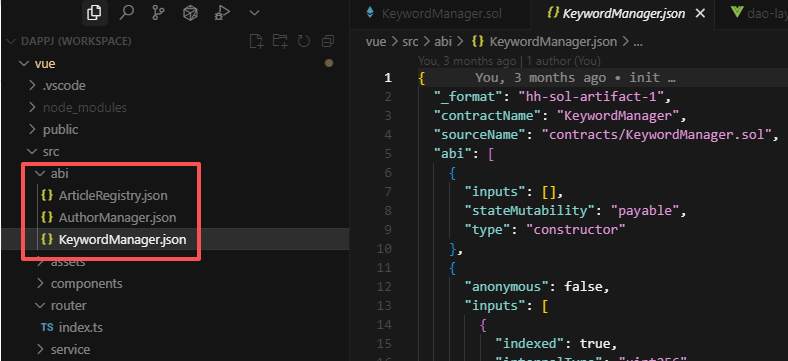 DAPPJ (WORKSPACE)
vue
.vscode
node_modules
public
src
abi
{} ArticleRegistry.json
{} AuthorManager.json
{} KeywordManager.json
assets
components
router
TS index.ts
service
KeywordManager.sol
{} KeywordManager.json
dao-lay
vue > src > abi > {} KeywordManager.json > ...
You, 3 months ago | 1 author (You)
1 { You, 3 months ago • init …
2 "_format": "hh-sol-artifact-1",
3 "contractName": "KeywordManager",
4 "sourceName": "contracts/KeywordManager.sol",
5 "abi": [
6 {
7 "inputs": [],
8 "stateMutability": "payable",
9 "type": "constructor"
10 },
11 {
12 "anonymous": false,
13 "inputs": [
14 {
15 "indexed": true,
16 "internalType": "uint256",